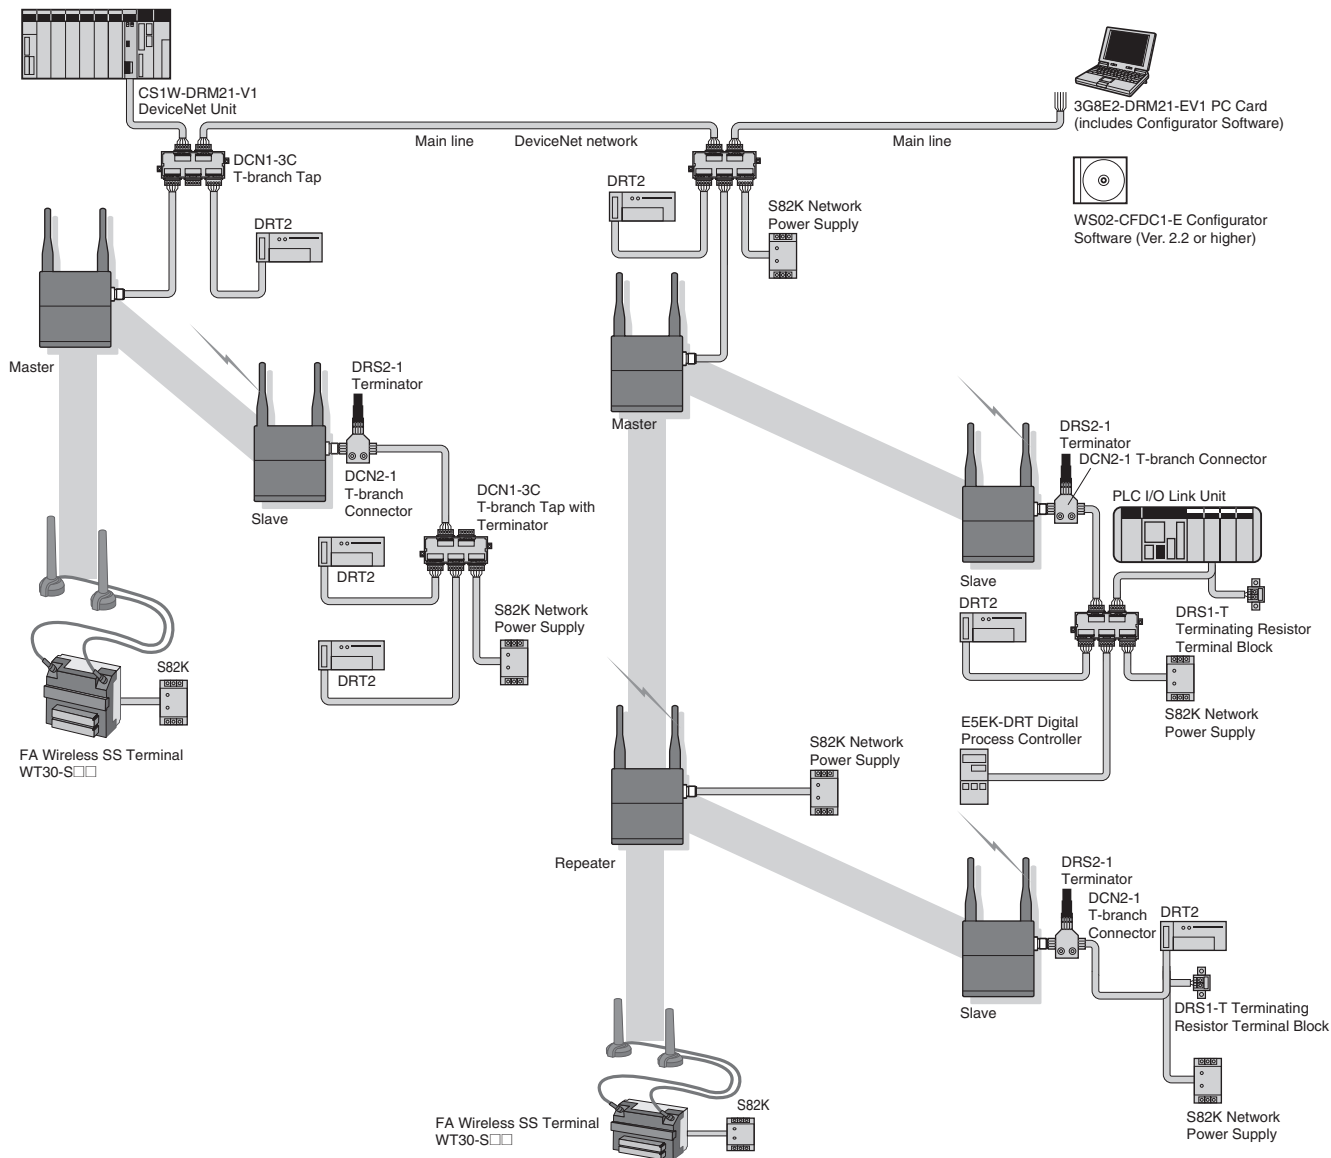 CS1W-DRM21-V1
DeviceNet Unit
3G8E2-DRM21-EV1 PC Card
(includes Configurator Software)
Main line
DeviceNet network
Main line
DCN1-3C
T-branch Tap
DRT2
DRT2
S82K Network
Power Supply
WS02-CFDC1-E Configurator
Software (Ver. 2.2 or higher)
Master
DRS2-1
Terminator
Master
DRS2-1
Terminator
DCN2-1 T-branch Connector
DCN2-1
T-branch
Connector
Slave
DCN1-3C
T-branch Tap with
Terminator
PLC I/O Link Unit
DRT2
Slave
DRT2
S82K Network
Power Supply
DRS1-T
Terminating Resistor
Terminal Block
S82K
DRT2
S82K Network
Power Supply
E5EK-DRT Digital
Process Controller
FA Wireless SS Terminal
WT30-S□□
S82K Network
Power Supply
Repeater
DRS2-1
Terminator
DCN2-1
T-branch
Connector
DRT2
Slave
DRS1-T Terminating
Resistor Terminal Block
FA Wireless SS Terminal
WT30-S□□
S82K
S82K Network
Power Supply